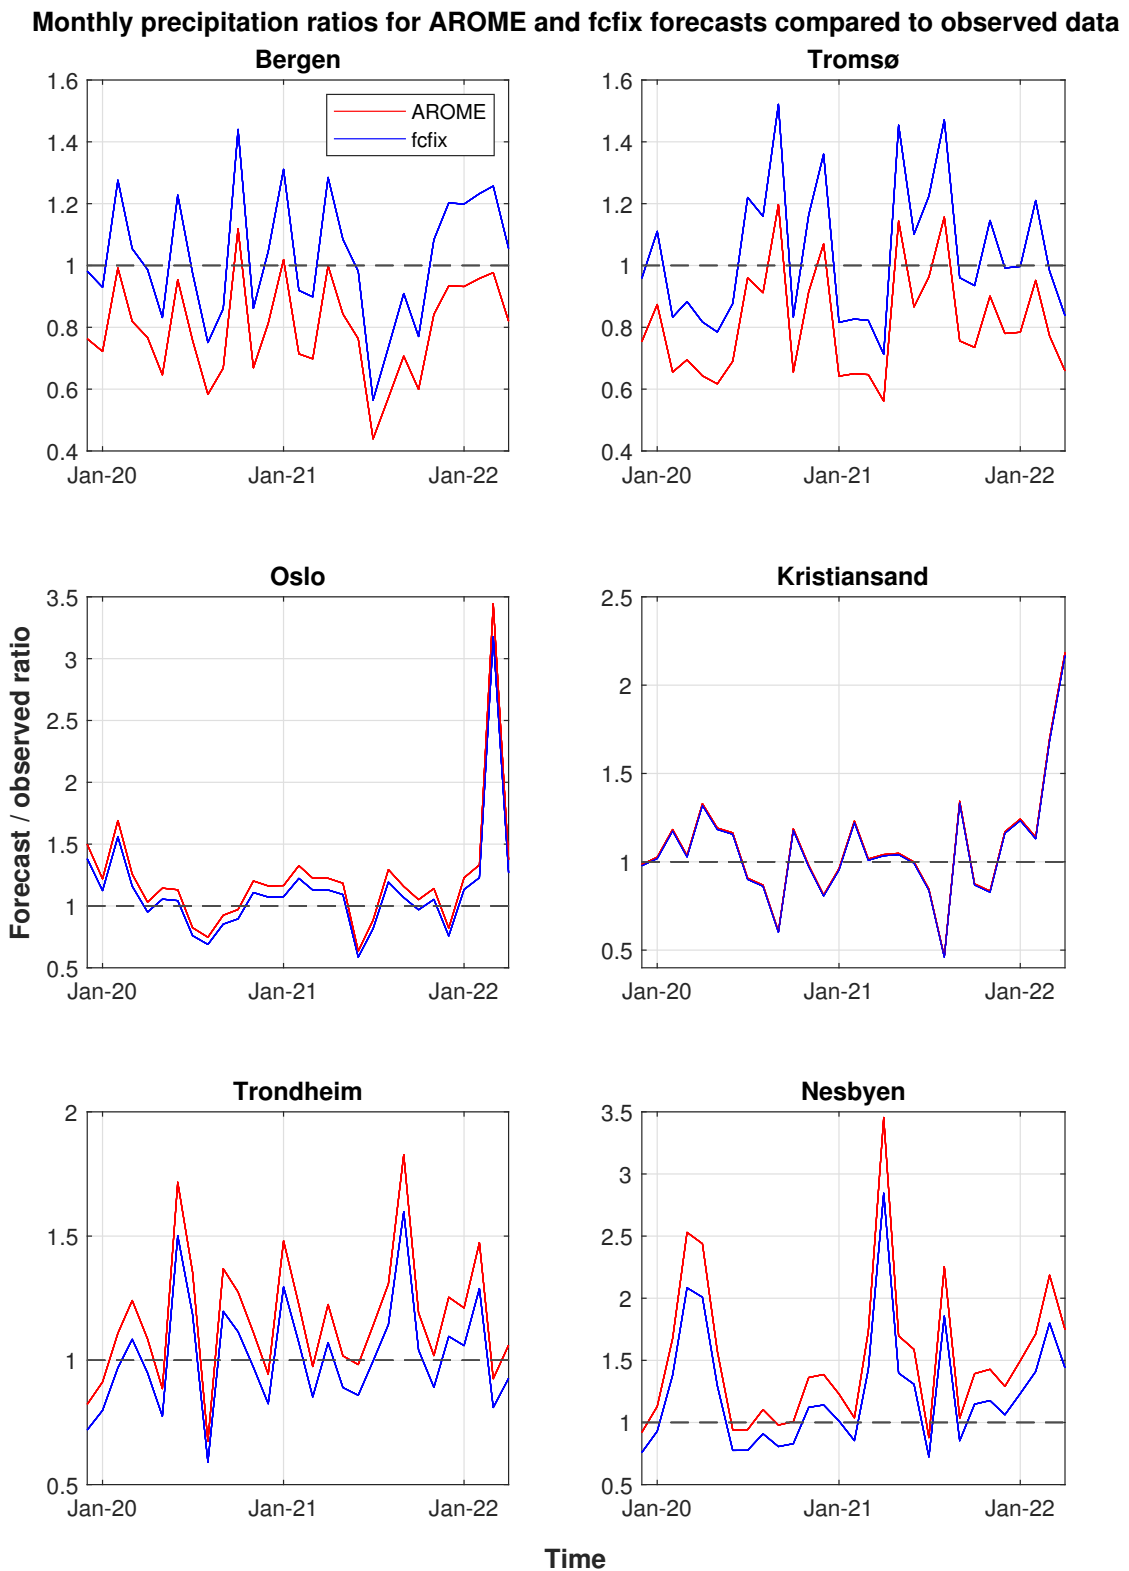 Monthly precipitation ratios for AROME and fcfix forecasts compared to observed data
Bergen
1.6
1.4
1.2
1
0.8
0.6
0.4
Jan-20 Jan-21 Jan-22
AROME
fcfix
Tromsø
1.6
1.4
1.2
1
0.8
0.6
0.4
Jan-20 Jan-21 Jan-22
Forecast / observed ratio
Oslo
3.5
3
2.5
2
1.5
1
0.5
Jan-20 Jan-21 Jan-22
Kristiansand
2.5
2
1.5
1
0.5
Jan-20 Jan-21 Jan-22
Trondheim
2
1.5
1
0.5
Jan-20 Jan-21 Jan-22
Nesbyen
3.5
3
2.5
2
1.5
1
0.5
Jan-20 Jan-21 Jan-22
Time